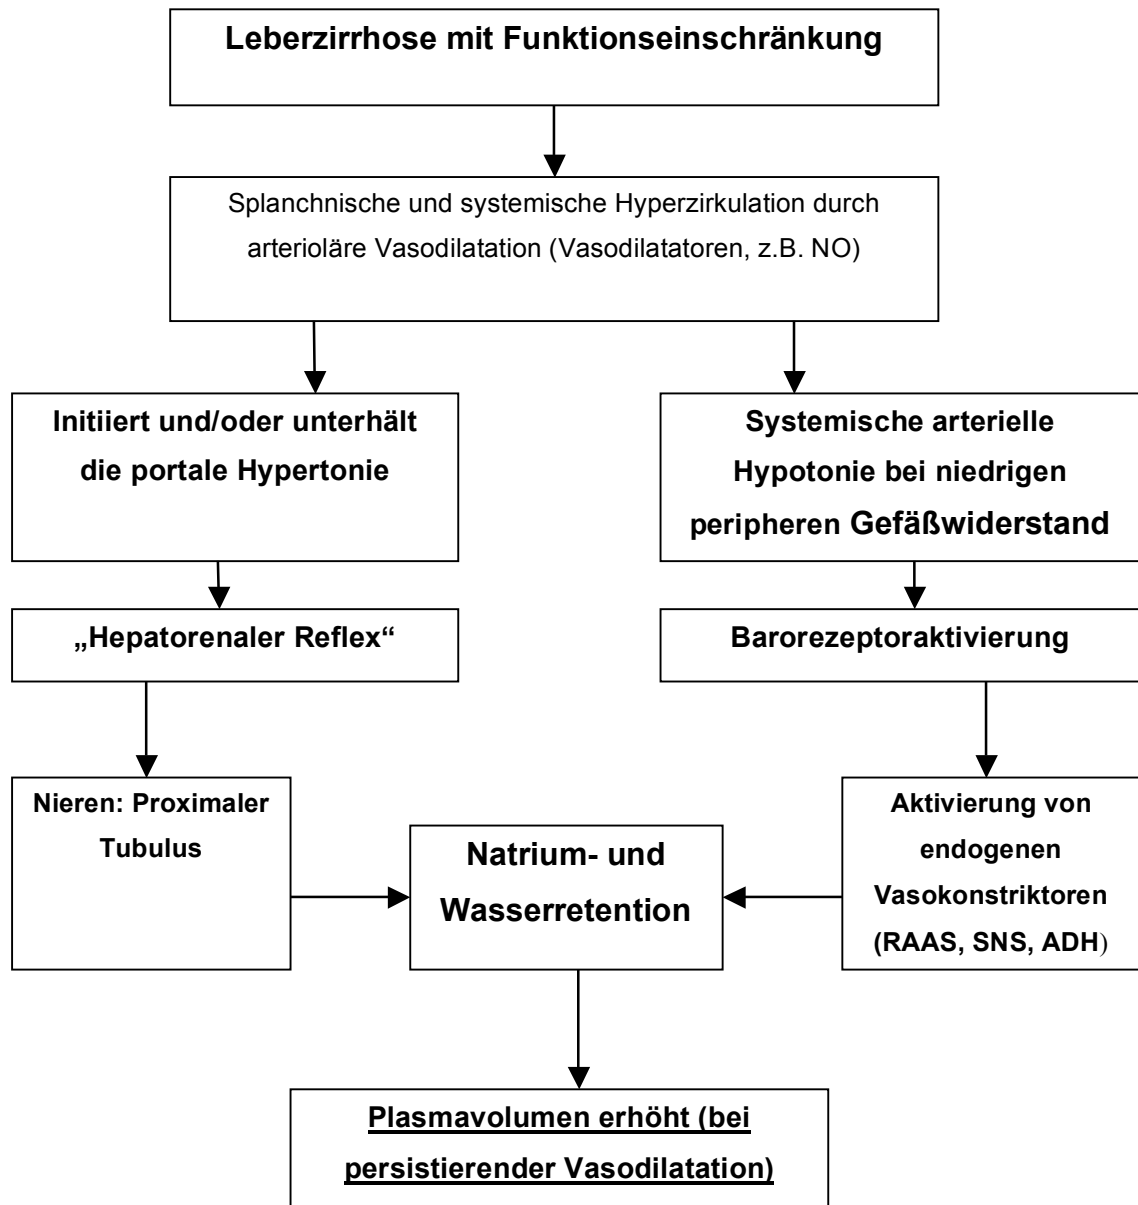 Leberzirrhose mit Funktionseinschränkung
Splanchnische und systemische Hyperzirkulation durch
arterioläre Vasodilatation (Vasodilatatoren, z.B. NO)
Initiiert und/oder unterhält
die portale Hypertonie
Systemische arterielle
Hypotonie bei niedrigen
peripheren Gefäßwiderstand
„Hepatorenaler Reflex“
Barorezeptoraktivierung
Nieren: Proximaler
Tubulus
Natrium- und
Wasserretention
Aktivierung von
endogenen
Vasokonstriktoren
(RAAS, SNS, ADH)
Plasmavolumen erhöht (bei
persistierender Vasodilatation)